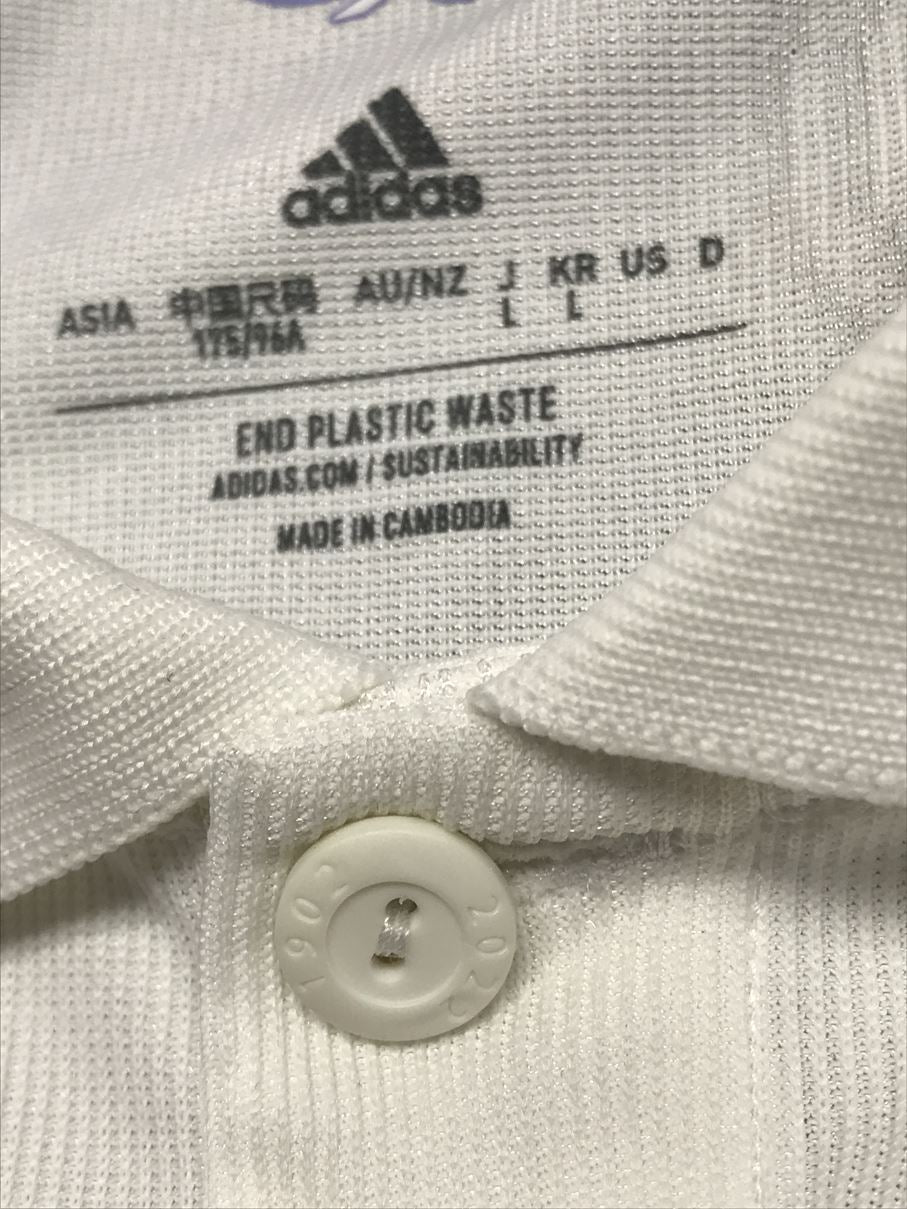 adidas
ASIA 中国尺码 AU/NZ J KR US D
175/96A L L
END PLASTIC WASTE
ADIDAS.COM / SUSTAINABILITY
MADE IN CAMBODIA
1902 2022